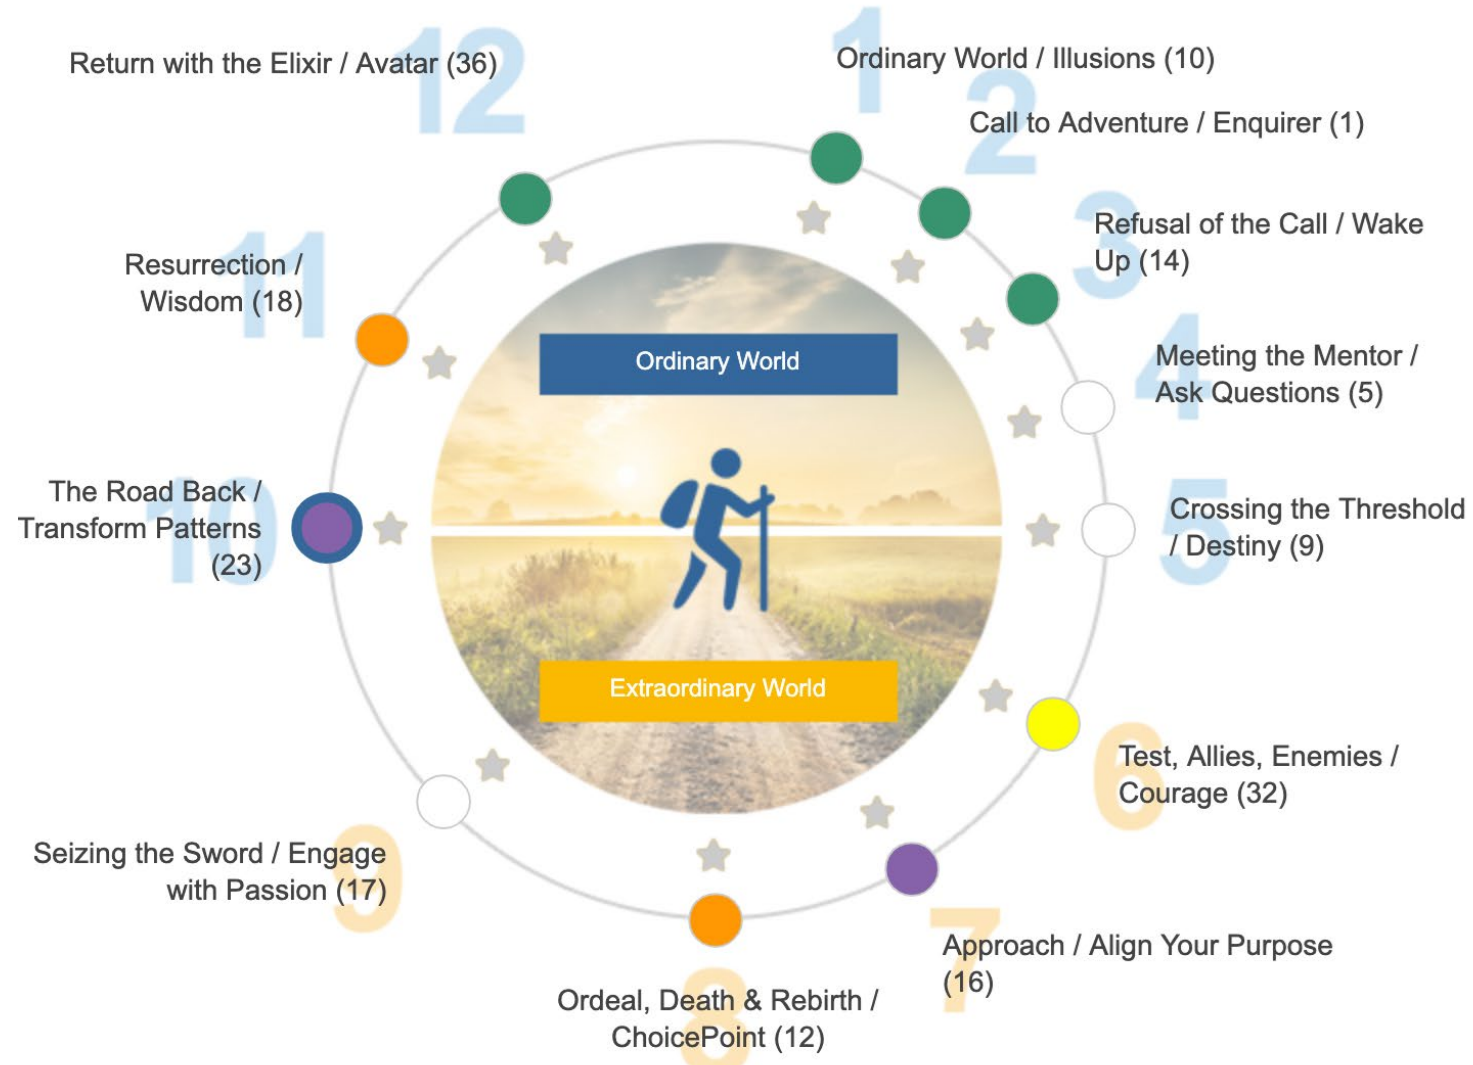 1
Ordinary World / Illusions (10)
2
Call to Adventure / Enquirer (1)
3
Refusal of the Call / Wake
Up (14)
4
Meeting the Mentor /
Ask Questions (5)
5
Crossing the Threshold
/ Destiny (9)
6
Test, Allies, Enemies /
Courage (32)
7
Approach / Align Your Purpose
(16)
8
Ordeal, Death & Rebirth /
ChoicePoint (12)
9
Seizing the Sword / Engage
with Passion (17)
10
The Road Back /
Transform Patterns
(23)
11
Resurrection /
Wisdom (18)
12
Return with the Elixir / Avatar (36)
Ordinary World
Extraordinary World